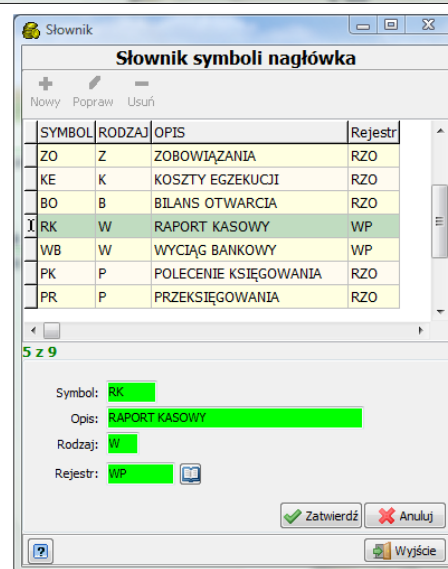 Słownik
Słownik symboli nagłówka
Nowy Popraw Usuń
SYMBOL RODZAJ OPIS Rejestr
ZO Z ZOBOWIĄZANIA RZO
KE K KOSZTY EGZEKUCJI RZO
BO B BILANS OTWARCIA RZO
RK W RAPORT KASOWY WP
WB W WYCIĄG BANKOWY WP
PK P POLECENIE KSIĘGOWANIA RZO
PR P PRZEKSIĘGOWANIA RZO
5 z 9
Symbol: RK
Opis: RAPORT KASOWY
Rodzaj: W
Rejestr: WP
Zatwierdź Anuluj
? Wyjście